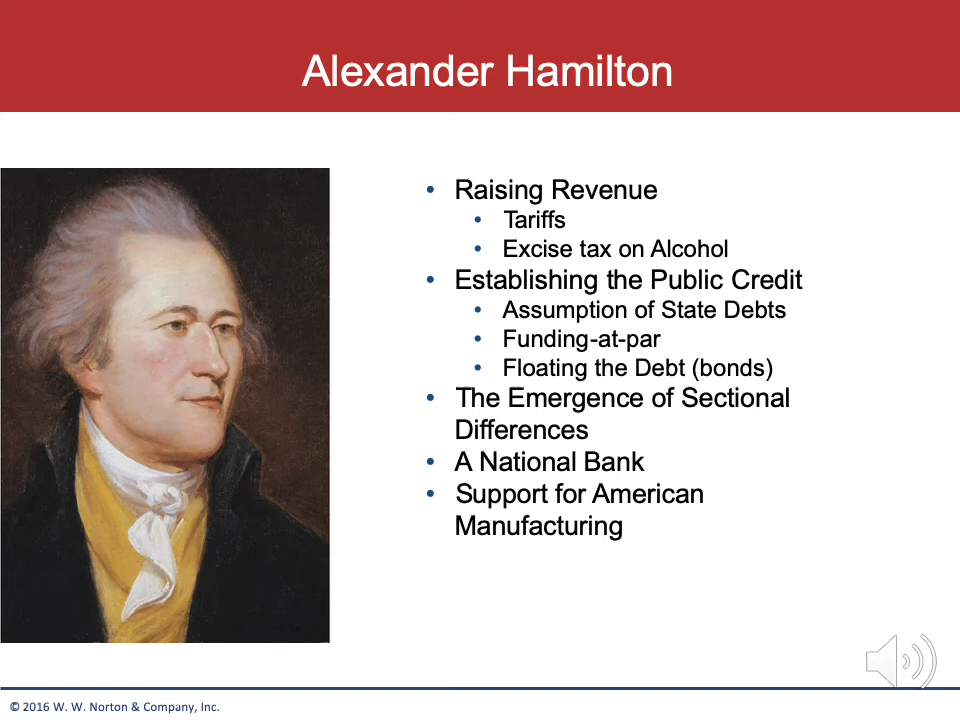 Alexander Hamilton
• Raising Revenue
• Tariffs
• Excise tax on Alcohol
• Establishing the Public Credit
• Assumption of State Debts
• Funding-at-par
• Floating the Debt (bonds)
• The Emergence of Sectional
Differences
• A National Bank
• Support for American
Manufacturing
© 2016 W. W. Norton & Company, Inc.